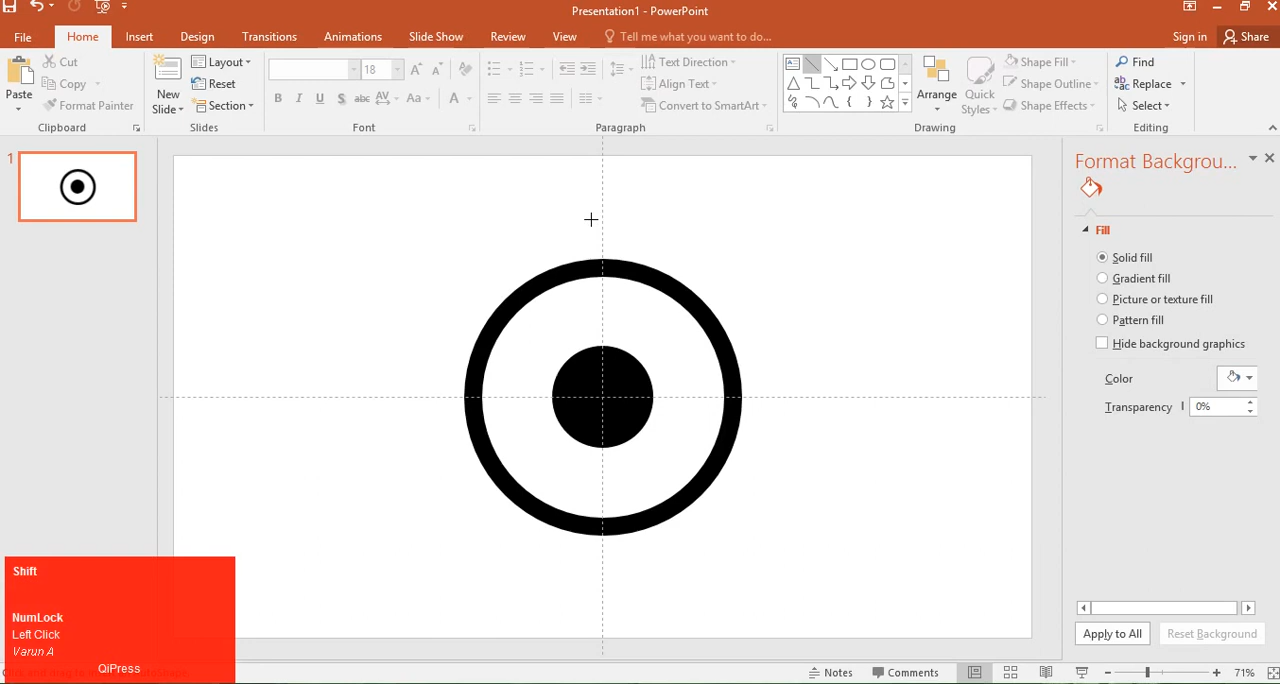 Presentation1 - PowerPoint
File Home Insert Design Transitions Animations Slide Show Review View Tell me what you want to do... Sign in Share
Paste
Cut
Copy
Format Painter
Clipboard
New
Slide
Layout
Reset
Section
Slides
18
B I U S abc AV Aa A
Font
Text Direction
Align Text
Convert to SmartArt
Paragraph
Arrange
Quick
Styles
Shape Fill
Shape Outline
Shape Effects
Drawing
Find
Replace
Select
Editing
1
Format Backgrou...
Fill
Solid fill
Gradient fill
Picture or texture fill
Pattern fill
Hide background graphics
Color
Transparency 0%
Apply to All Reset Background
Shift
NumLock
Left Click
Varun A
QiPress
Notes Comments 71%